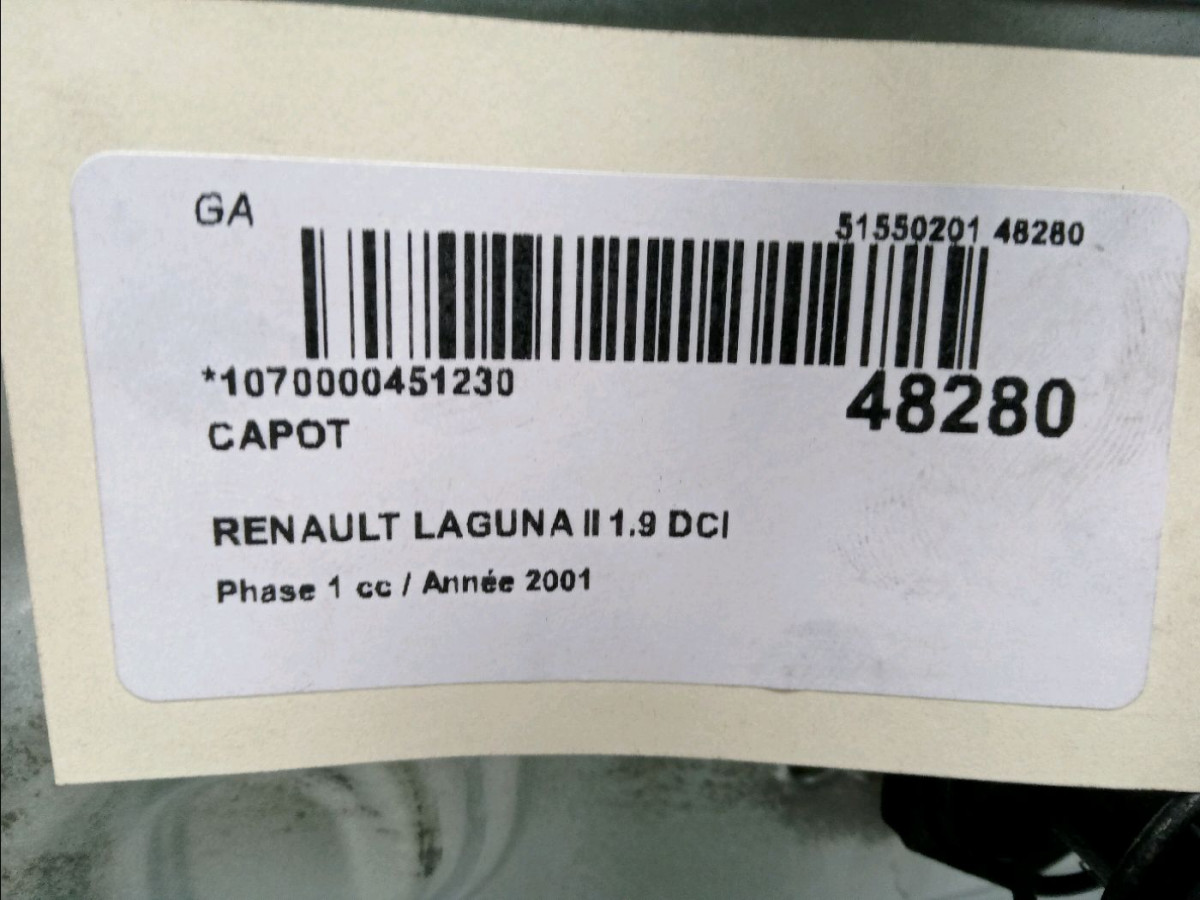 GA
51550201 48280
*1070000451230
48280
CAPOT
RENAULT LAGUNA II 1.9 DCI
Phase 1 cc / Année 2001